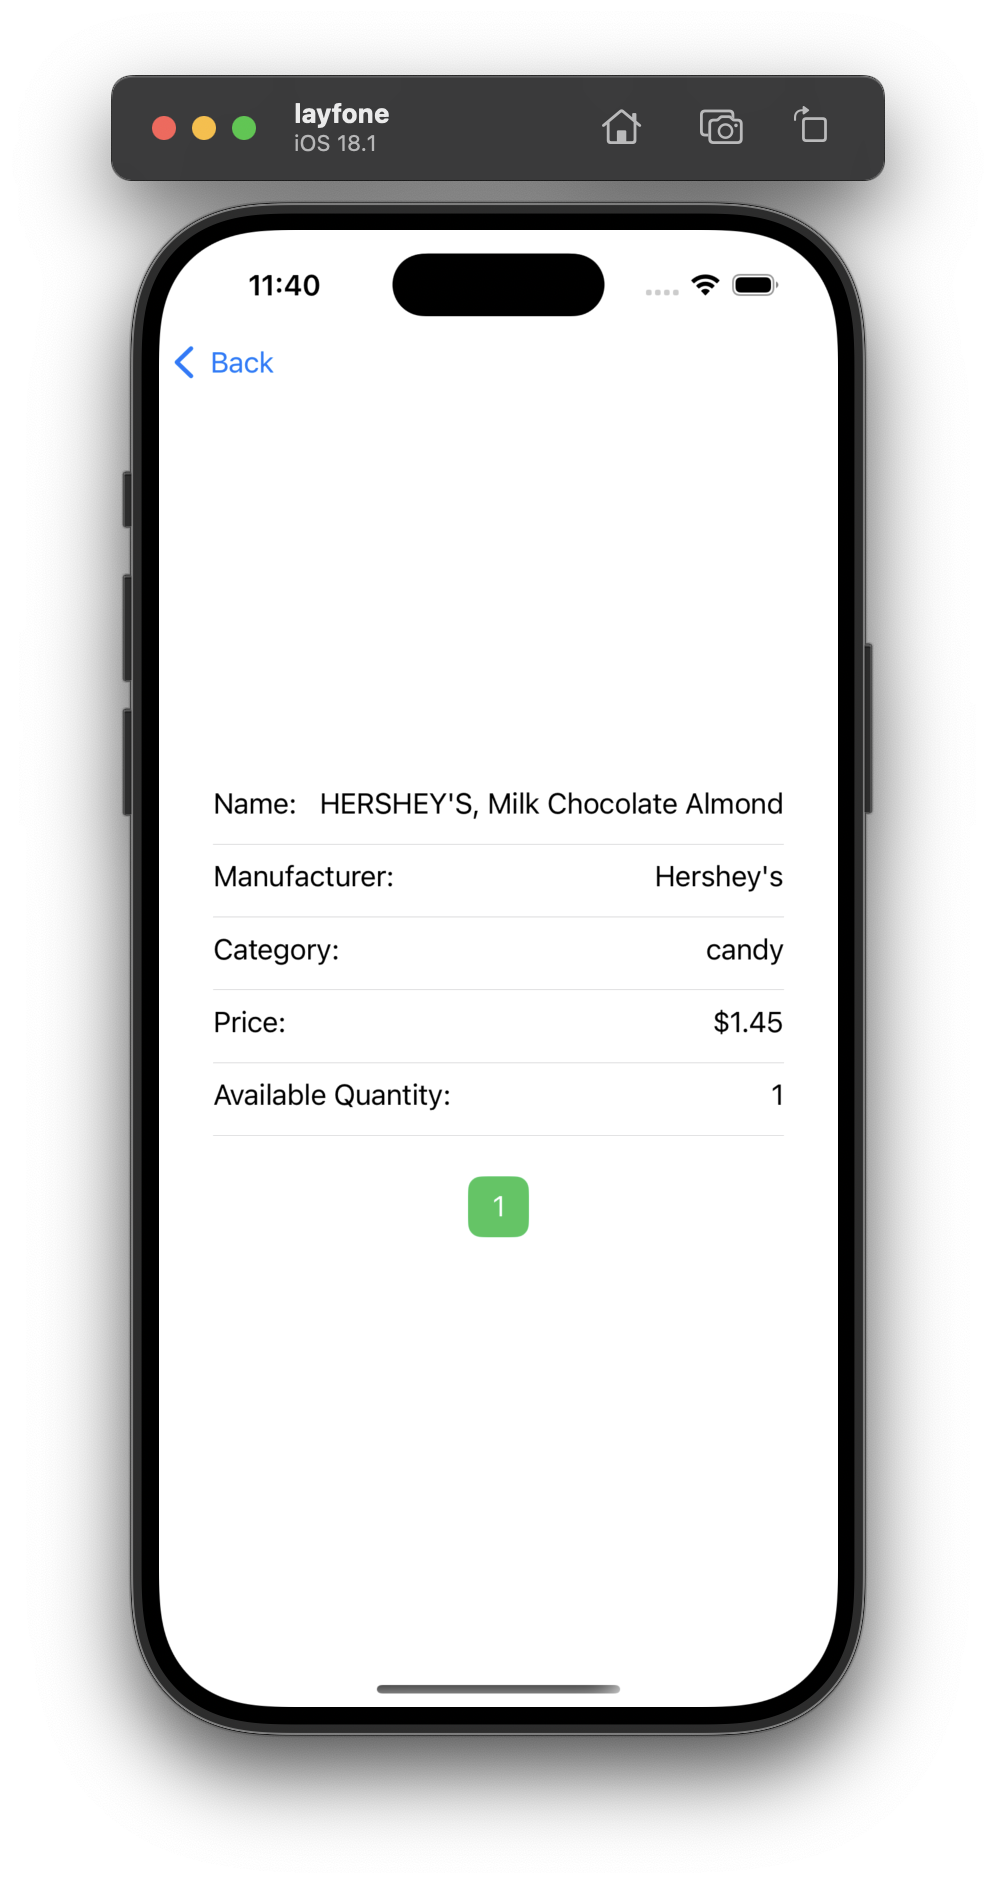 layfone
iOS 18.1
11:40
Back
Name: HERSHEY'S, Milk Chocolate Almond
Manufacturer: Hershey's
Category: candy
Price: $1.45
Available Quantity: 1
1